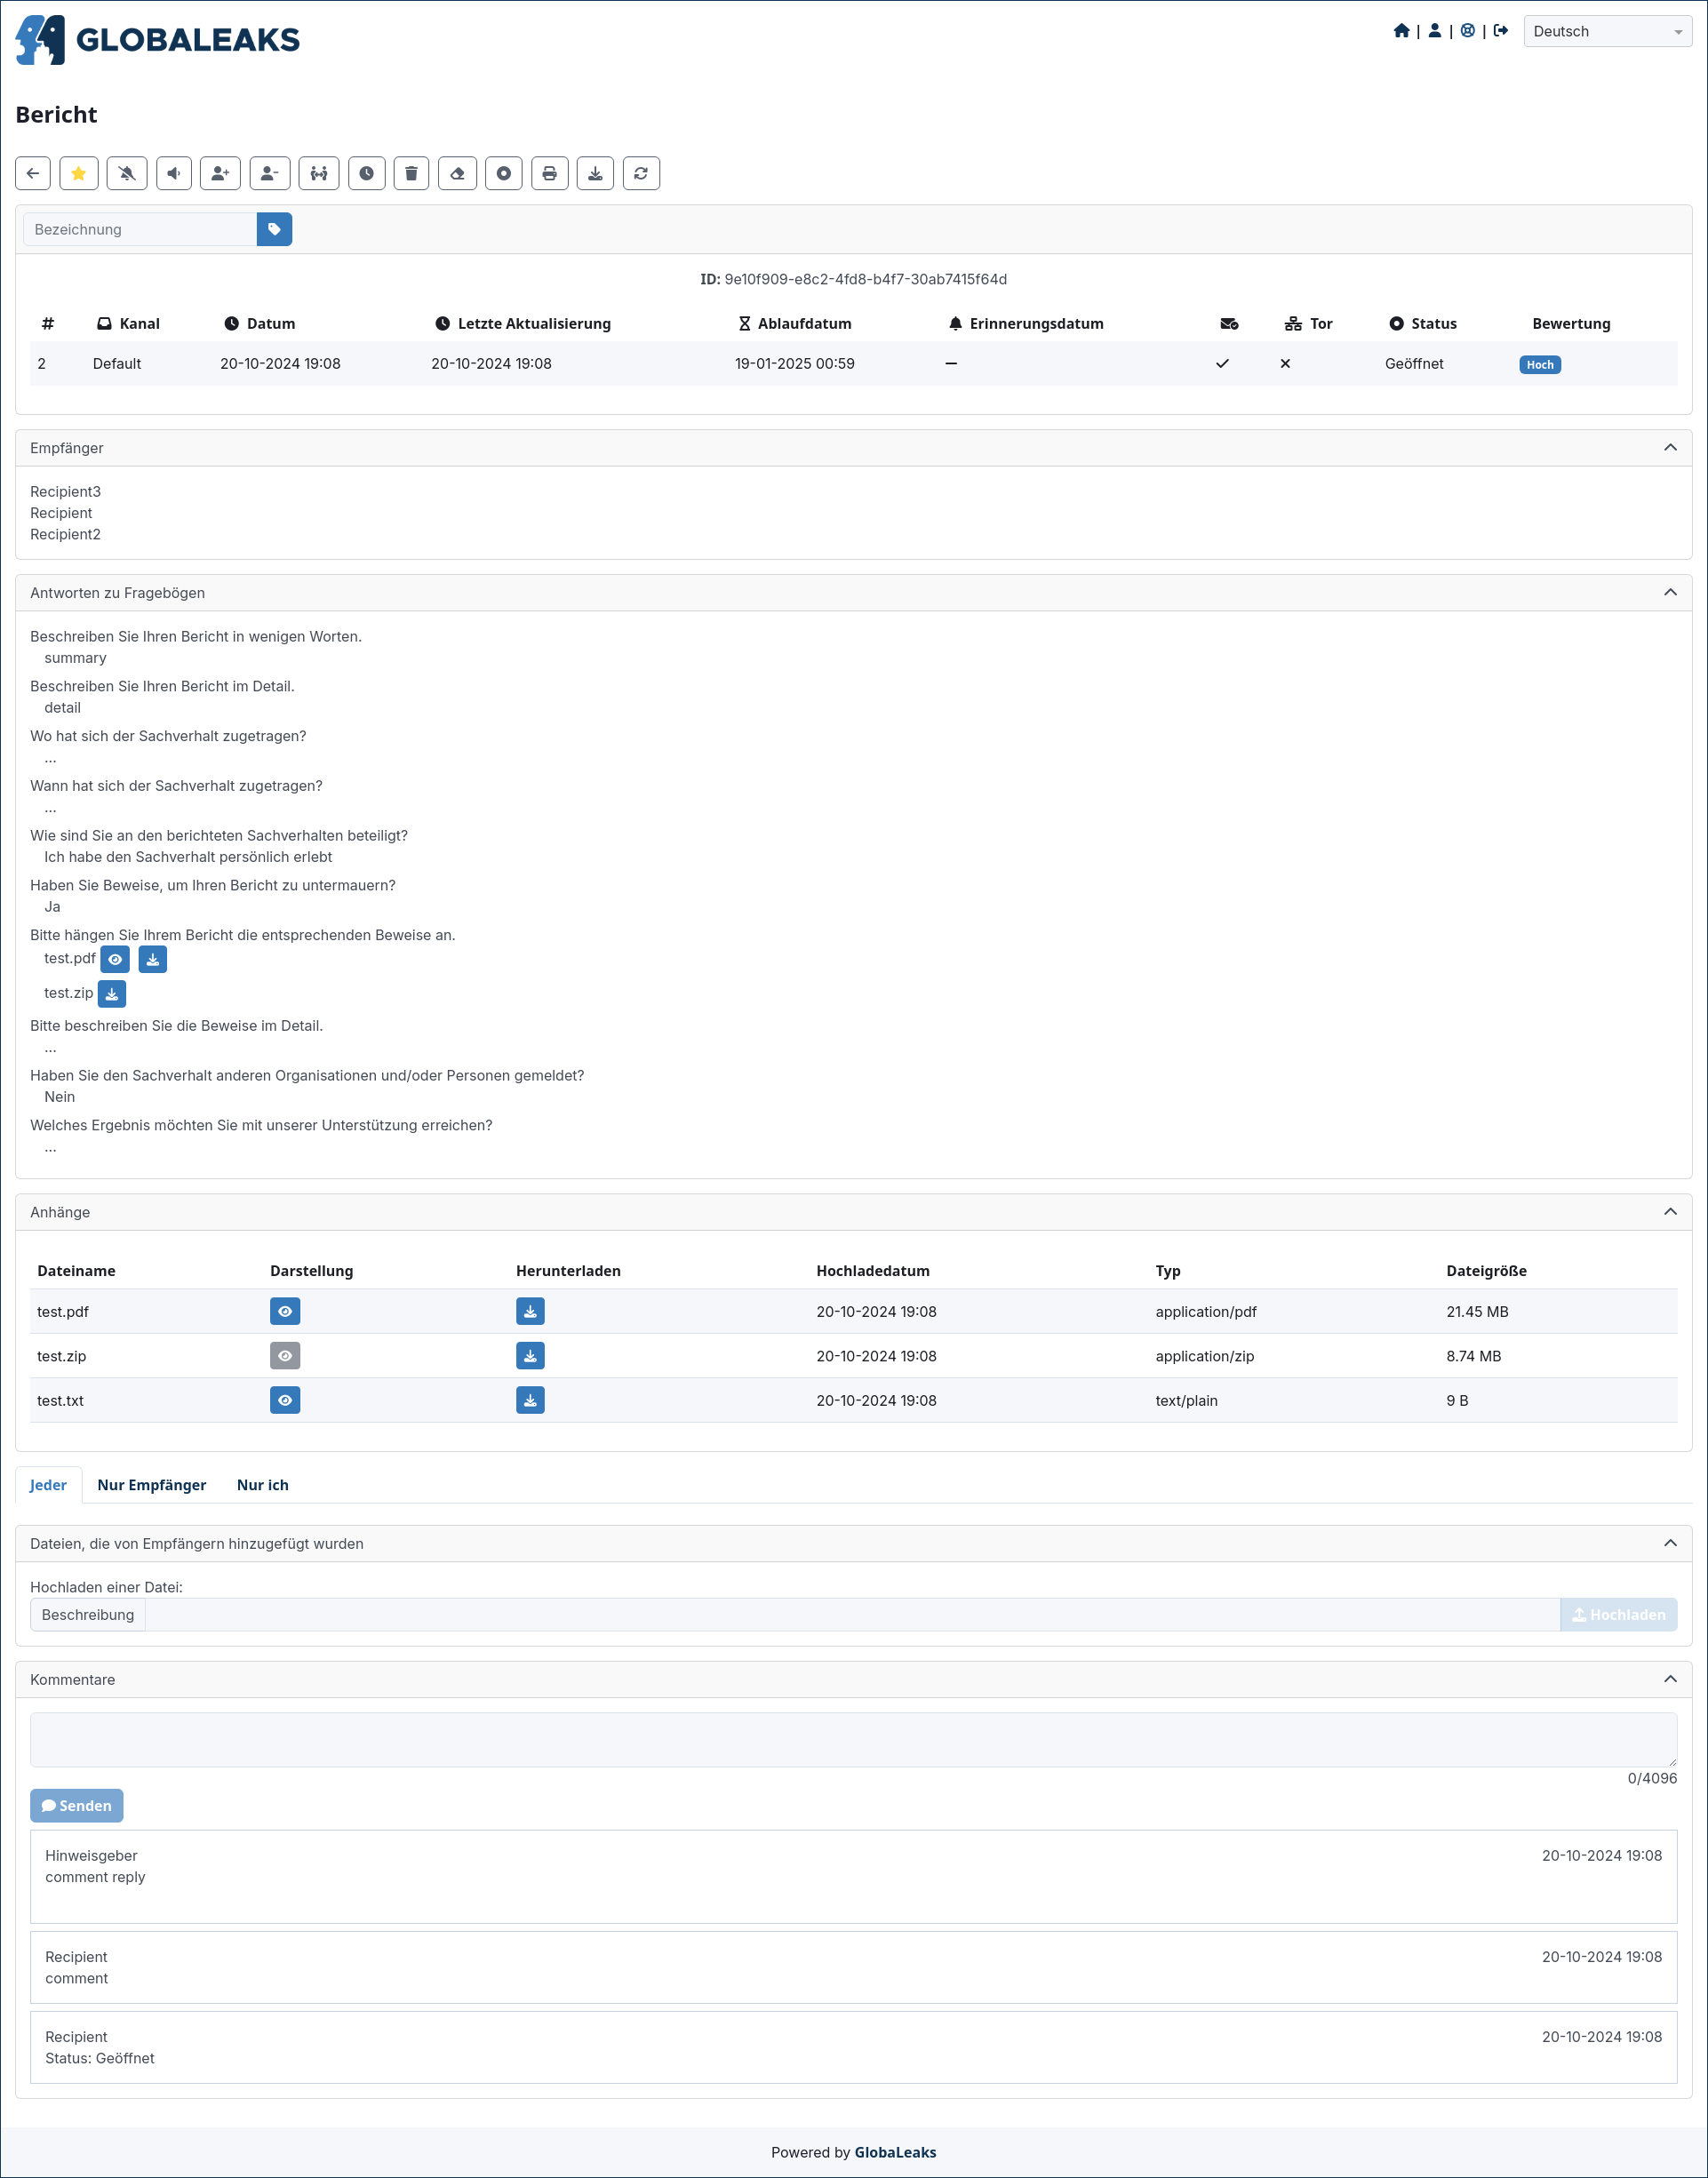 GLOBALEAKS
| | |
Deutsch
Bericht
Bezeichnung
ID: 9e10f909-e8c2-4fd8-b4f7-30ab7415f64d
# Kanal Datum Letzte Aktualisierung Ablaufdatum Erinnerungsdatum Tor Status Bewertung
2 Default 20-10-2024 19:08 20-10-2024 19:08 19-01-2025 00:59 — Geöffnet Hoch
Empfänger
Recipient3
Recipient
Recipient2
Antworten zu Fragebögen
Beschreiben Sie Ihren Bericht in wenigen Worten.
summary
Beschreiben Sie Ihren Bericht im Detail.
detail
Wo hat sich der Sachverhalt zugetragen?
...
Wann hat sich der Sachverhalt zugetragen?
...
Wie sind Sie an den berichteten Sachverhalten beteiligt?
Ich habe den Sachverhalt persönlich erlebt
Haben Sie Beweise, um Ihren Bericht zu untermauern?
Ja
Bitte hängen Sie Ihrem Bericht die entsprechenden Beweise an.
test.pdf
test.zip
Bitte beschreiben Sie die Beweise im Detail.
...
Haben Sie den Sachverhalt anderen Organisationen und/oder Personen gemeldet?
Nein
Welches Ergebnis möchten Sie mit unserer Unterstützung erreichen?
...
Anhänge
Dateiname Darstellung Herunterladen Hochladedatum Typ Dateigröße
test.pdf 20-10-2024 19:08 application/pdf 21.45 MB
test.zip 20-10-2024 19:08 application/zip 8.74 MB
test.txt 20-10-2024 19:08 text/plain 9 B
Jeder Nur Empfänger Nur ich
Dateien, die von Empfängern hinzugefügt wurden
Hochladen einer Datei:
Beschreibung Hochladen
Kommentare
0/4096
Senden
Hinweisgeber 20-10-2024 19:08
comment reply
Recipient 20-10-2024 19:08
comment
Recipient 20-10-2024 19:08
Status: Geöffnet
Powered by GlobaLeaks